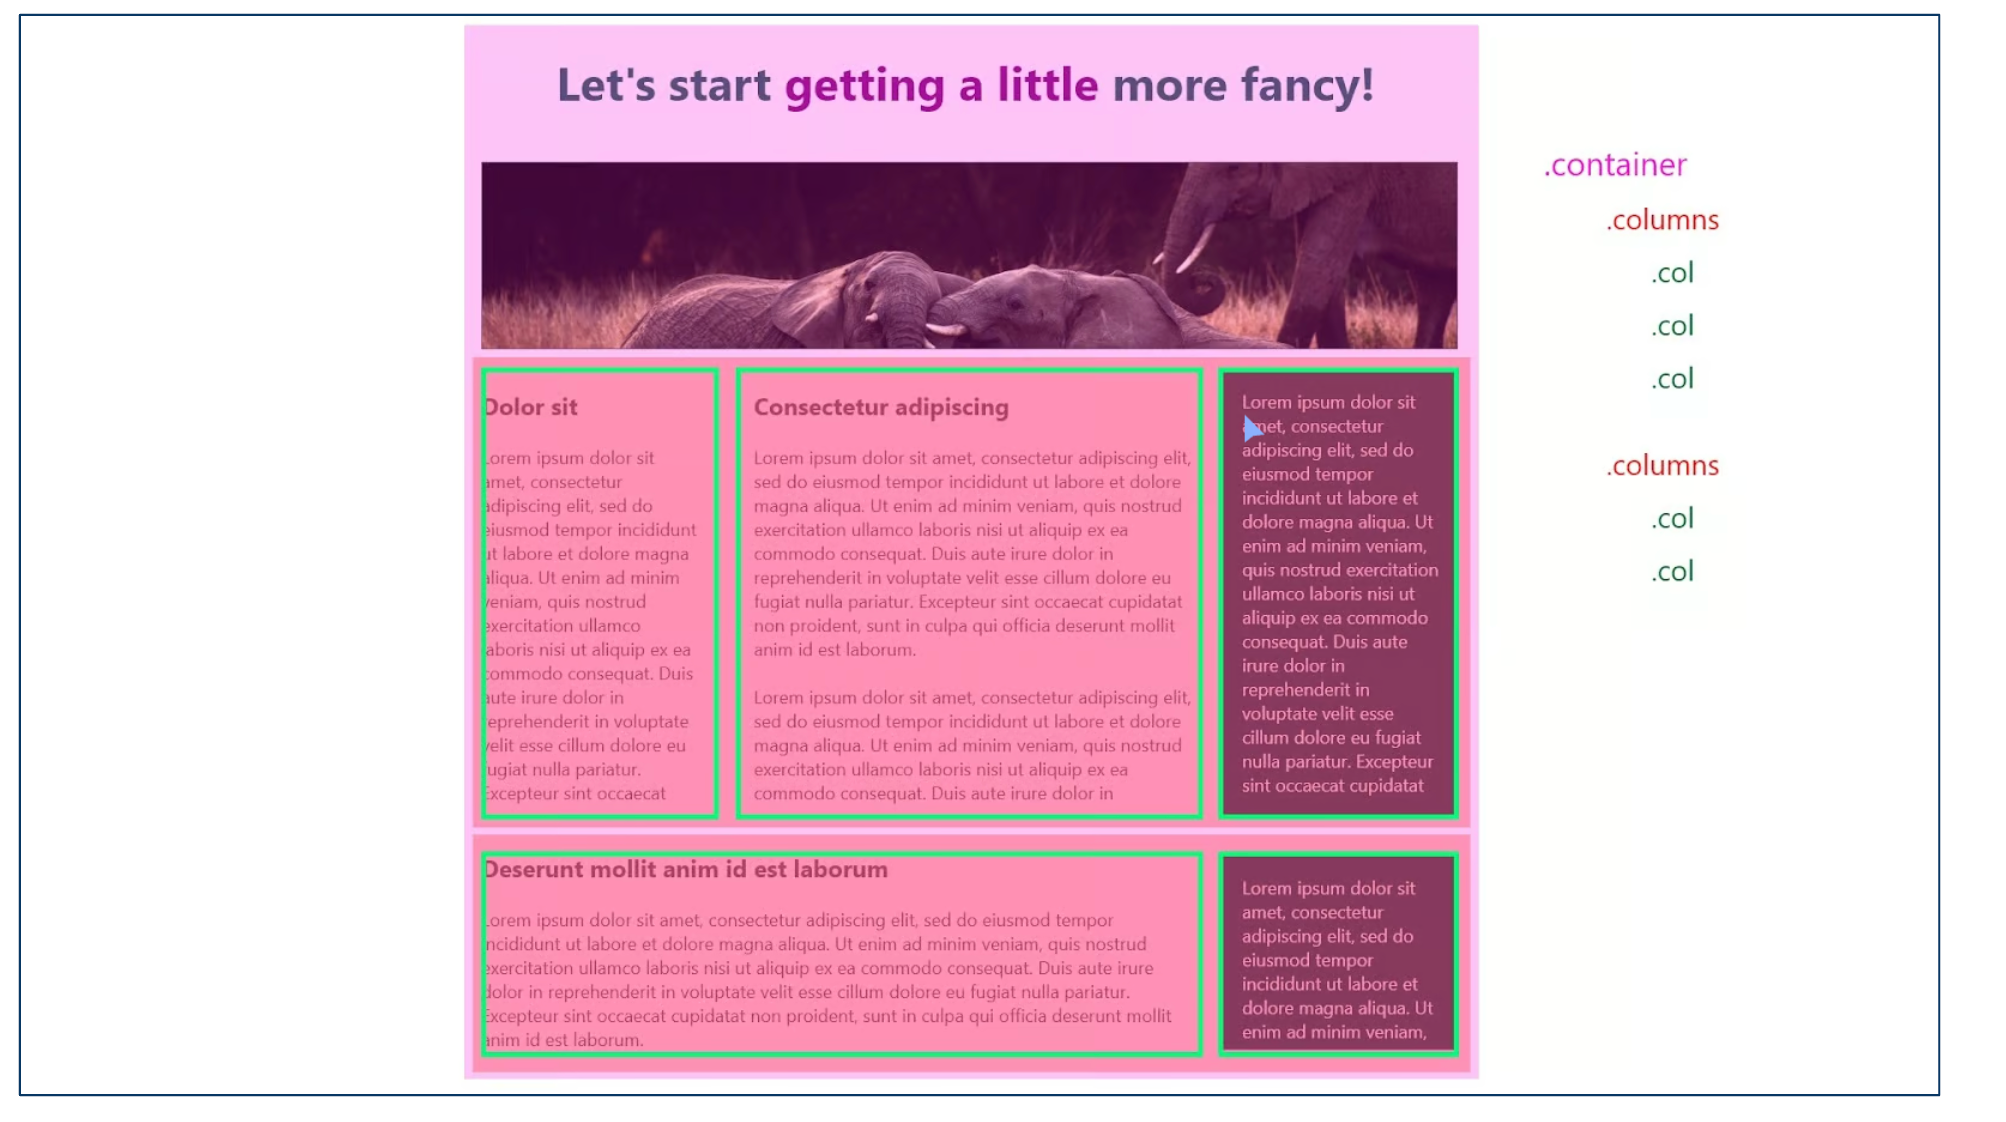 Let's start getting a little more fancy!
.container
.columns
.col
.col
.col
.columns
.col
.col
Dolor sit
Lorem ipsum dolor sit
amet, consectetur
adipiscing elit, sed do
eiusmod tempor incididunt
ut labore et dolore magna
aliqua. Ut enim ad minim
veniam, quis nostrud
exercitation ullamco
laboris nisi ut aliquip ex ea
commodo consequat. Duis
aute irure dolor in
reprehenderit in voluptate
velit esse cillum dolore eu
fugiat nulla pariatur.
Excepteur sint occaecat
Consectetur adipiscing
Lorem ipsum dolor sit amet, consectetur adipiscing elit,
sed do eiusmod tempor incididunt ut labore et dolore
magna aliqua. Ut enim ad minim veniam, quis nostrud
exercitation ullamco laboris nisi ut aliquip ex ea
commodo consequat. Duis aute irure dolor in
reprehenderit in voluptate velit esse cillum dolore eu
fugiat nulla pariatur. Excepteur sint occaecat cupidatat
non proident, sunt in culpa qui officia deserunt mollit
anim id est laborum.
Lorem ipsum dolor sit amet, consectetur adipiscing elit,
sed do eiusmod tempor incididunt ut labore et dolore
magna aliqua. Ut enim ad minim veniam, quis nostrud
exercitation ullamco laboris nisi ut aliquip ex ea
commodo consequat. Duis aute irure dolor in
Lorem ipsum dolor sit
amet, consectetur
adipiscing elit, sed do
eiusmod tempor
incididunt ut labore et
dolore magna aliqua. Ut
enim ad minim veniam,
quis nostrud exercitation
ullamco laboris nisi ut
aliquip ex ea commodo
consequat. Duis aute
irure dolor in
reprehenderit in
voluptate velit esse
cillum dolore eu fugiat
nulla pariatur. Excepteur
sint occaecat cupidatat
Deserunt mollit anim id est laborum
Lorem ipsum dolor sit amet, consectetur adipiscing elit, sed do eiusmod tempor
incididunt ut labore et dolore magna aliqua. Ut enim ad minim veniam, quis nostrud
exercitation ullamco laboris nisi ut aliquip ex ea commodo consequat. Duis aute irure
dolor in reprehenderit in voluptate velit esse cillum dolore eu fugiat nulla pariatur.
Excepteur sint occaecat cupidatat non proident, sunt in culpa qui officia deserunt mollit
anim id est laborum.
Lorem ipsum dolor sit
amet, consectetur
adipiscing elit, sed do
eiusmod tempor
incididunt ut labore et
dolore magna aliqua. Ut
enim ad minim veniam,